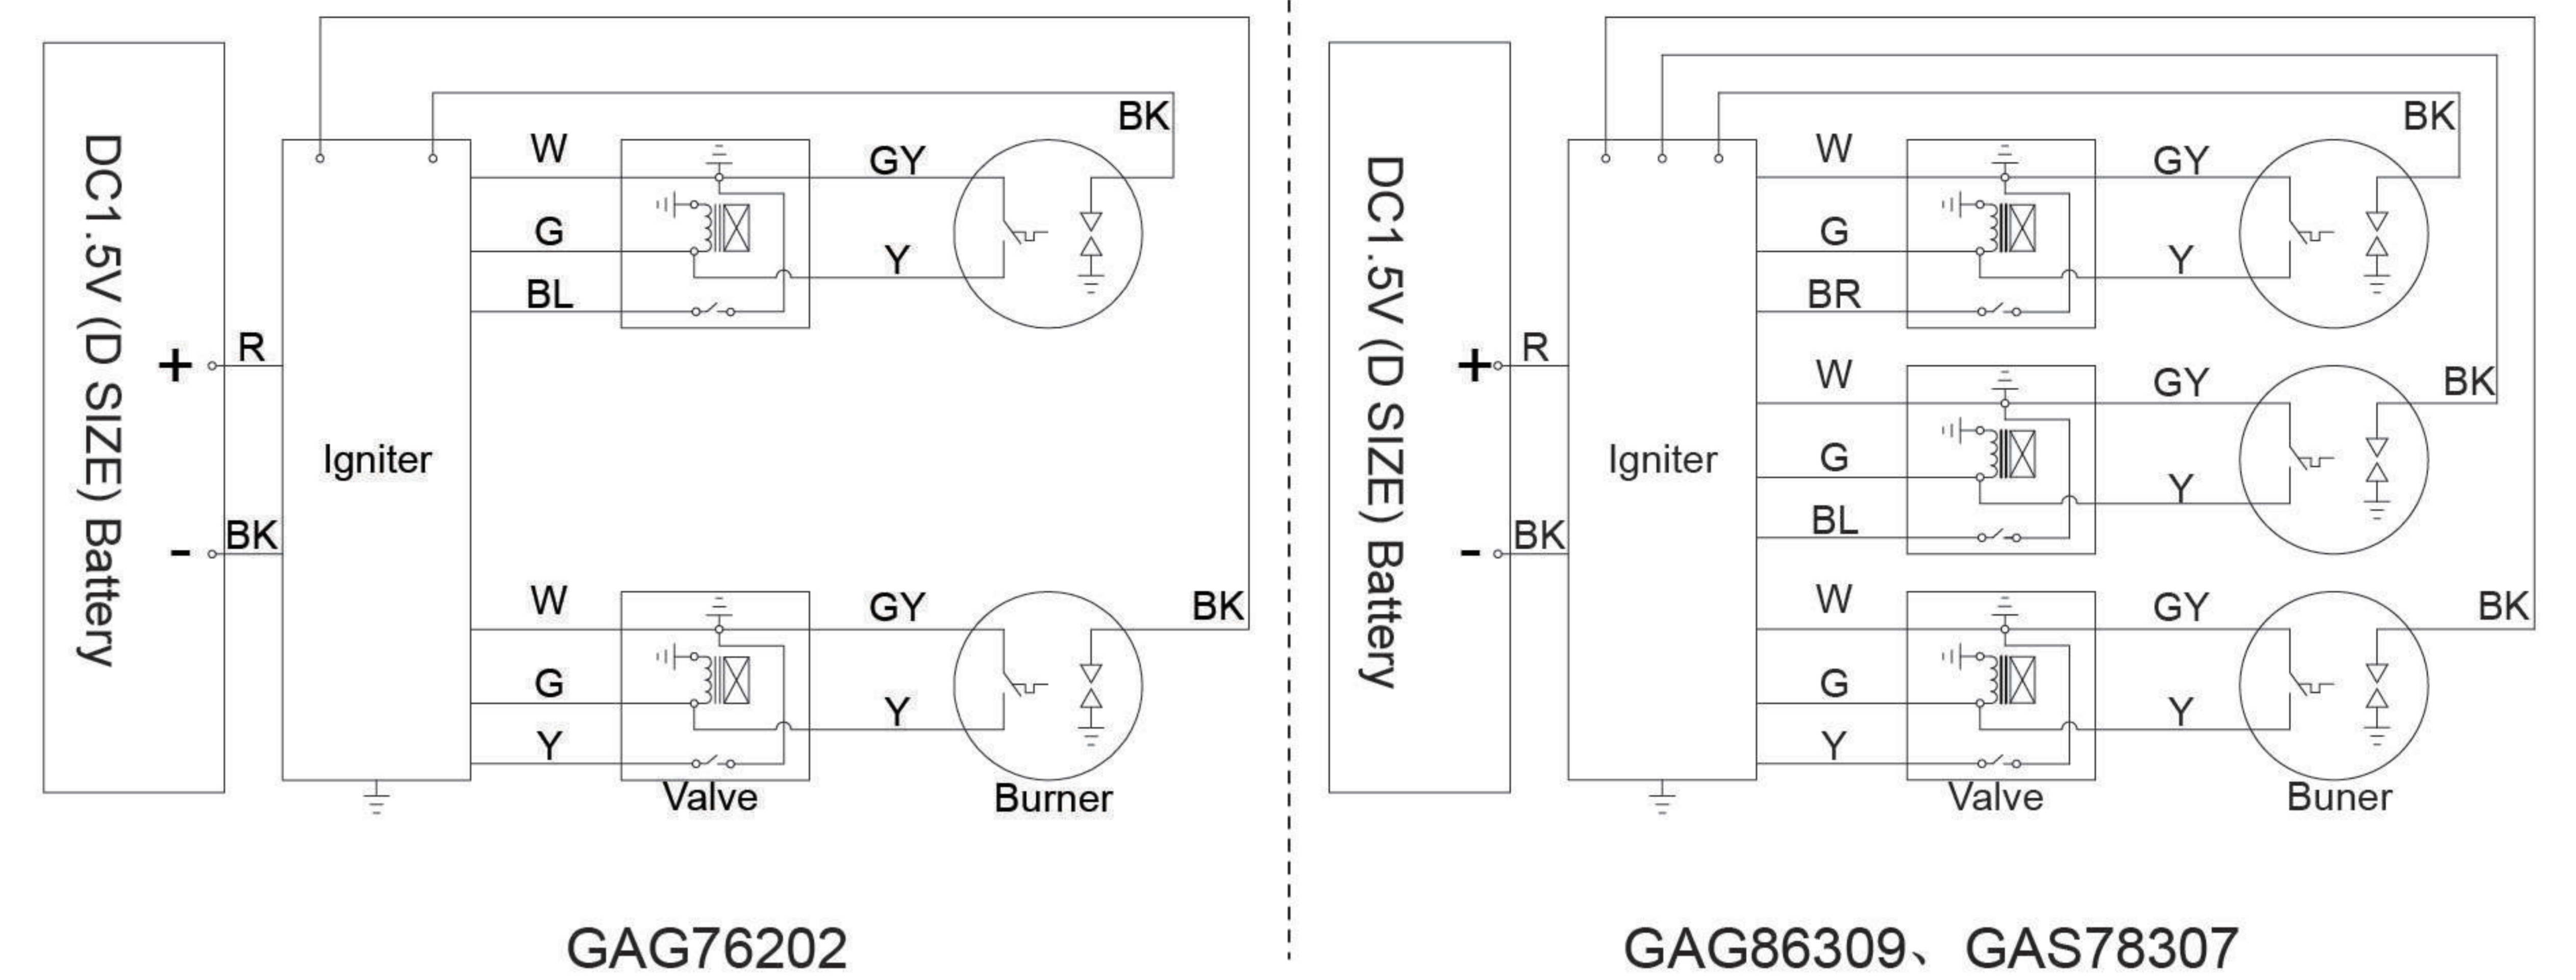 DC1.5V (D SIZE) Battery
+
R
-
BK
Igniter
BK
W
GY
G
Y
BL
BK
W
GY
G
Y
Y
Valve
Burner
GAG76202
DC1.5V (D SIZE) Battery
+
R
-
BK
Igniter
BK
W
GY
G
Y
BR
BK
W
GY
G
Y
BL
BK
W
GY
G
Y
Y
Valve
Buner
GAG86309、GAS78307